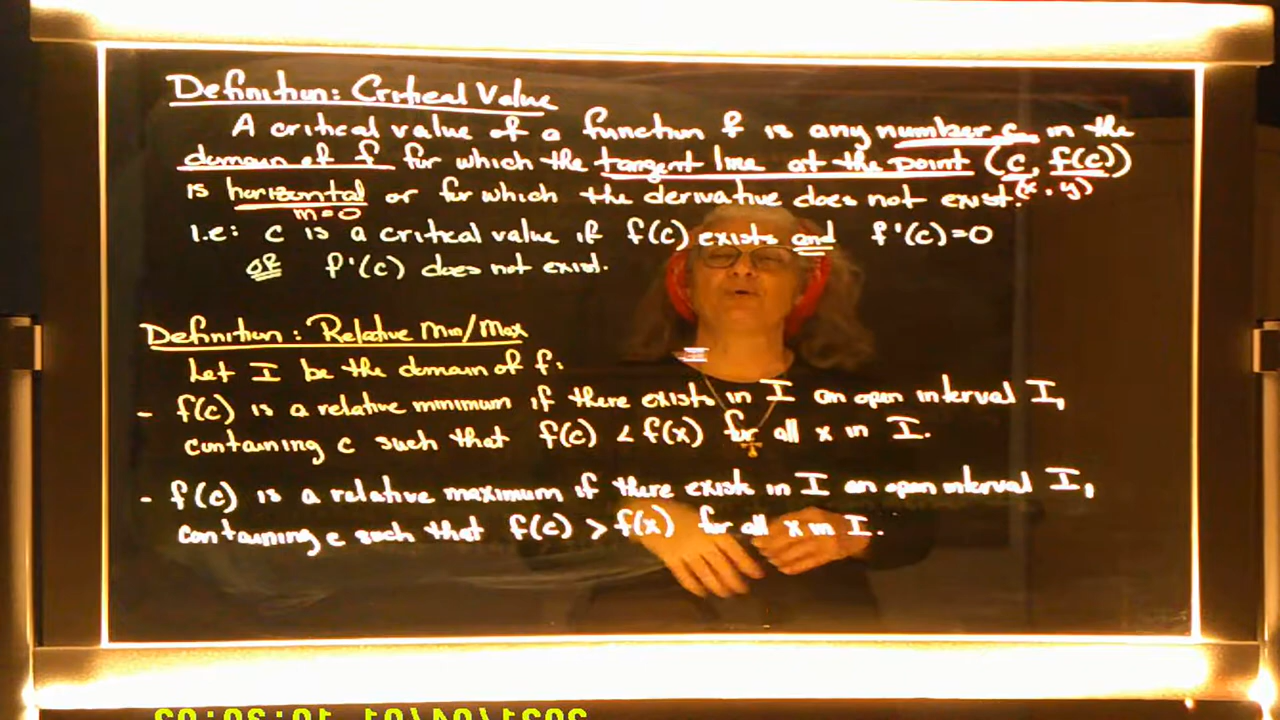 Definition: Critical Value
A critical value of a function f is any number c in the
domain of f for which the tangent line at the point (c, f(c))
is horizontal or for which the derivative does not exist. (x, y)
m=0
i.e: c is a critical value if f(c) exists and f'(c)=0
or f'(c) does not exist.
Definition: Relative Min/Max
Let I be the domain of f:
- f(c) is a relative minimum if there exists in I an open interval I,
containing c such that f(c) < f(x) for all x in I.
- f(c) is a relative maximum if there exists in I an open interval I,
containing c such that f(c) > f(x) for all x in I.